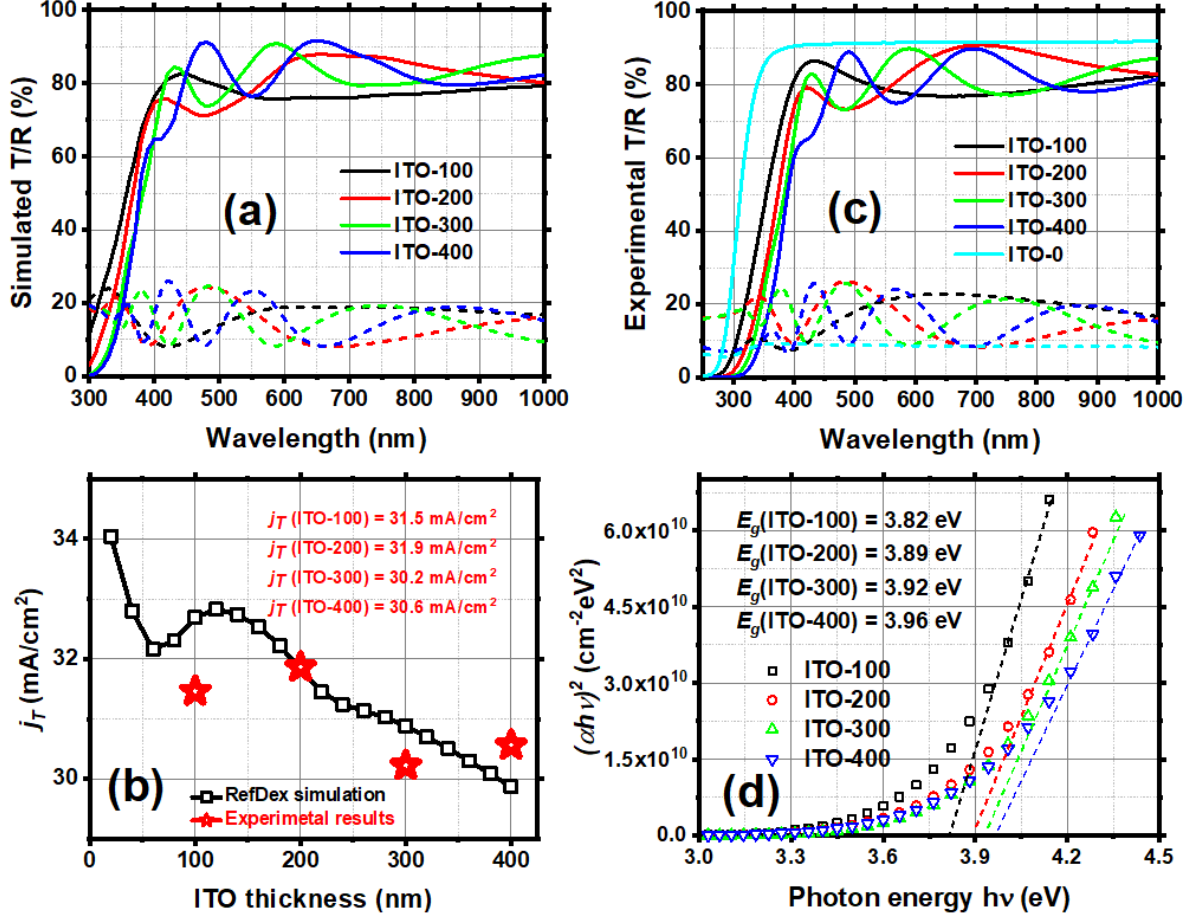 100
80
60
40
20
0
Simulated T/R (%)
(a)
ITO-100
ITO-200
ITO-300
ITO-400
300 400 500 600 700 800 900 1000
Wavelength (nm)
100
80
60
40
20
0
Experimental T/R (%)
(c)
ITO-100
ITO-200
ITO-300
ITO-400
ITO-0
300 400 500 600 700 800 900 1000
Wavelength (nm)
34
32
30
j_T (mA/cm²)
j_T (ITO-100) = 31.5 mA/cm²
j_T (ITO-200) = 31.9 mA/cm²
j_T (ITO-300) = 30.2 mA/cm²
j_T (ITO-400) = 30.6 mA/cm²
(b)
RefDex simulation
Experimetal results
0 100 200 300 400
ITO thickness (nm)
6.0x10¹⁰
4.5x10¹⁰
3.0x10¹⁰
1.5x10¹⁰
0.0
(αhν)² (cm⁻²eV²)
E_g(ITO-100) = 3.82 eV
E_g(ITO-200) = 3.89 eV
E_g(ITO-300) = 3.92 eV
E_g(ITO-400) = 3.96 eV
ITO-100
ITO-200
ITO-300
ITO-400
(d)
3.0 3.3 3.6 3.9 4.2 4.5
Photon energy hν (eV)